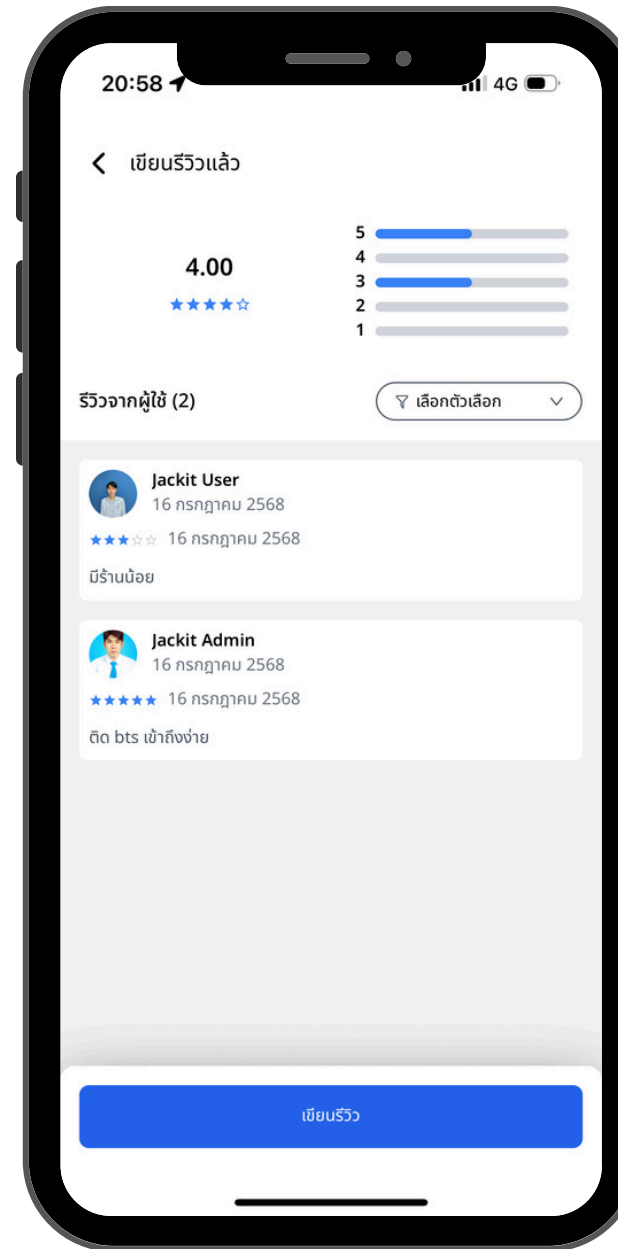 20:58
4G
เขียนรีวิวแล้ว
4.00
5
4
3
2
1
รีวิวจากผู้ใช้ (2)
เลือกตัวเลือก
Jackit User
16 กรกฎาคม 2568
16 กรกฎาคม 2568
มีร้านน้อย
Jackit Admin
16 กรกฎาคม 2568
16 กรกฎาคม 2568
ติด bts เข้าถึงง่าย
เขียนรีวิว